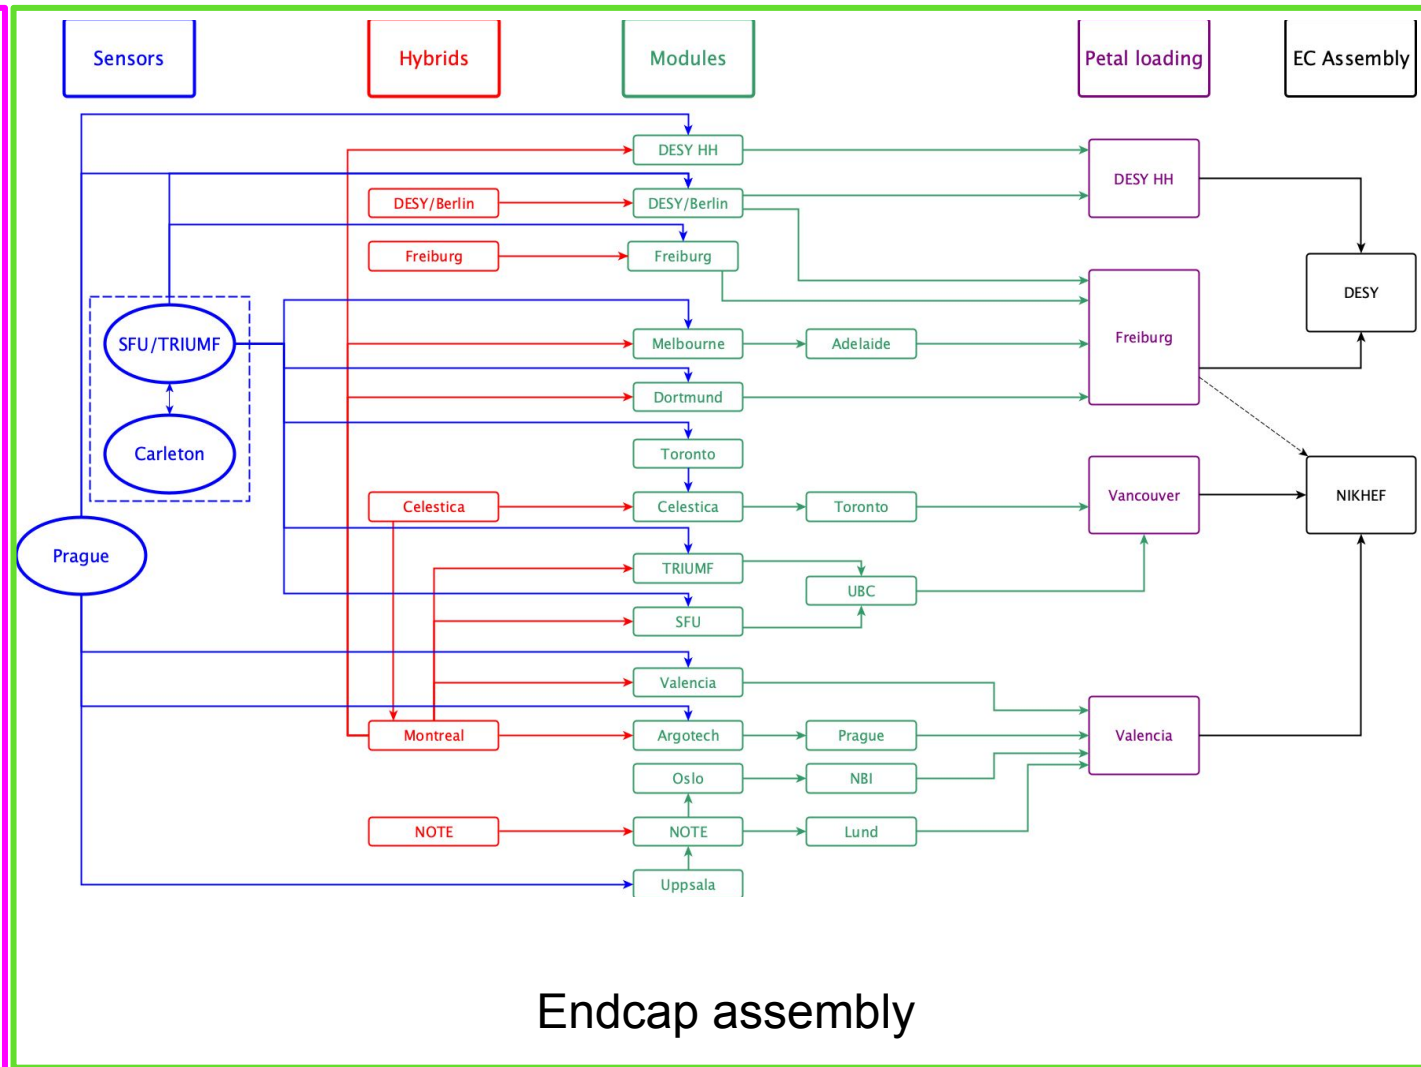 Sensors
Hybrids
Modules
Petal loading
EC Assembly
DESY HH
DESY HH
DESY/Berlin
DESY/Berlin
Freiburg
Freiburg
DESY
SFU/TRIUMF
Melbourne
Adelaide
Freiburg
Dortmund
Carleton
Toronto
Celestica
Celestica
Toronto
Vancouver
NIKHEF
Prague
TRIUMF
UBC
SFU
Valencia
Montreal
Argotech
Prague
Valencia
Oslo
NBI
NOTE
NOTE
Lund
Uppsala
Endcap assembly